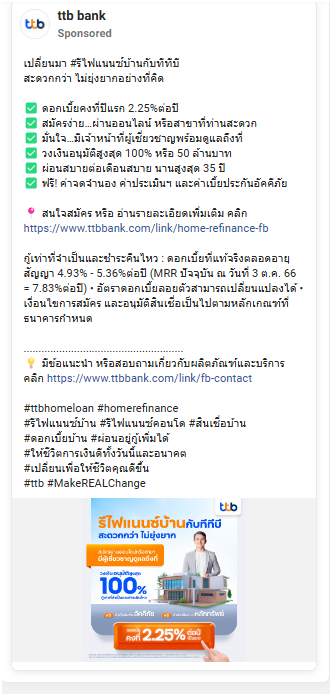 ttb
ttb bank
Sponsored
เปลี่ยนมา #รีไฟแนนซ์บ้านกับทีทีบี
สะดวกกว่า ไม่ยุ่งยากอย่างที่คิด
✅ ดอกเบี้ยคงที่ปีแรก 2.25%ต่อปี
✅ สมัครง่าย...ผ่านออนไลน์ หรือสาขาที่ท่านสะดวก
✅ มั่นใจ...มีเจ้าหน้าที่ผู้เชี่ยวชาญพร้อมดูแลถึงที่
✅ วงเงินอนุมัติสูงสุด 100% หรือ 50 ล้านบาท
✅ ผ่อนสบายต่อเดือนสบาย นานสูงสุด 35 ปี
✅ ฟรี! ค่าจดจำนอง ค่าประเมินฯ และค่าเบี้ยประกันอัคคีภัย
📍 สนใจสมัคร หรือ อ่านรายละเอียดเพิ่มเติม คลิก
https://www.ttbbank.com/link/home-refinance-fb
กู้เท่าที่จำเป็นและชำระคืนไหว : ดอกเบี้ยที่แท้จริงตลอดอายุ
สัญญา 4.93% - 5.36%ต่อปี (MRR ปัจจุบัน ณ วันที่ 3 ต.ค. 66
= 7.83%ต่อปี) • อัตราดอกเบี้ยลอยตัวสามารถเปลี่ยนแปลงได้ •
เงื่อนไขการสมัคร และอนุมัติสินเชื่อเป็นไปตามหลักเกณฑ์ที่
ธนาคารกำหนด
........................................................
💡 มีข้อแนะนำ หรือสอบถามเกี่ยวกับผลิตภัณฑ์และบริการ
คลิก https://www.ttbbank.com/link/fb-contact
#ttbhomeloan #homerefinance
#รีไฟแนนซ์บ้าน #รีไฟแนนซ์คอนโด #สินเชื่อบ้าน
#ดอกเบี้ยบ้าน #ผ่อนอยู่กู้เพิ่มได้
#ให้ชีวิตการเงินดีทั้งวันนี้และอนาคต
#เปลี่ยนเพื่อให้ชีวิตคุณดีขึ้น
#ttb #MakeREALChange
ttb
รีไฟแนนซ์บ้านกับทีทีบี
สะดวกกว่า ไม่ยุ่งยาก
มีผู้เชี่ยวชาญดูแลถึงที่
วงเงินอนุมัติสูงสุด
100%
คงที่ 2.25% ต่อปี